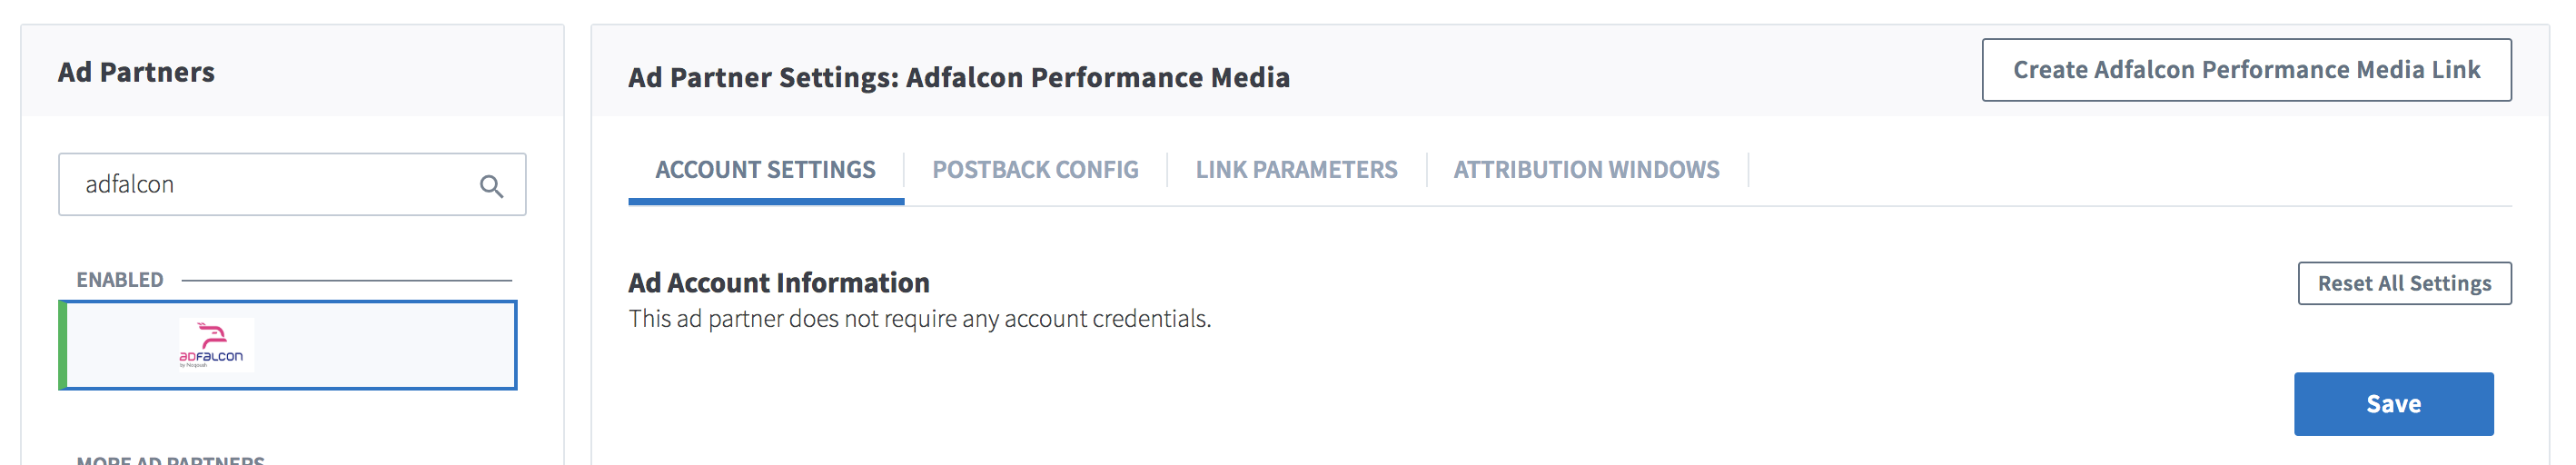 Ad Partners
adfalcon
ENABLED
ADFALCON
by Noqoush
MORE AD PARTNERS
Ad Partner Settings: Adfalcon Performance Media
Create Adfalcon Performance Media Link
ACCOUNT SETTINGS
POSTBACK CONFIG
LINK PARAMETERS
ATTRIBUTION WINDOWS
Ad Account Information
Reset All Settings
This ad partner does not require any account credentials.
Save